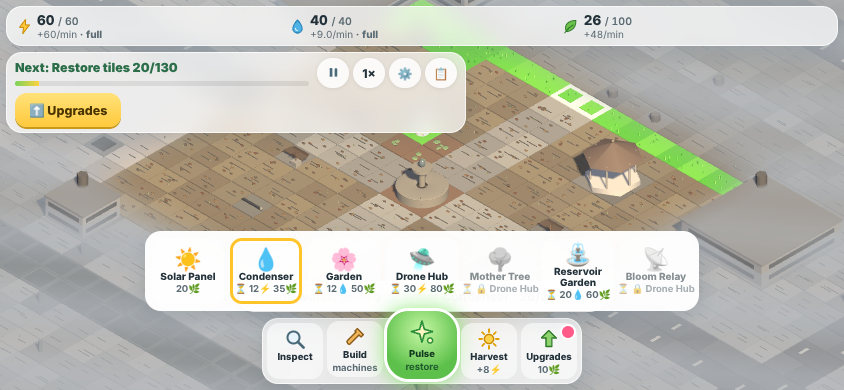 60 / 60
+60/min · full
40 / 40
+9.0/min · full
26 / 100
+48/min
Next: Restore tiles 20/130
1×
Upgrades
Solar Panel
20
Condenser
12 35
Garden
12 50
Drone Hub
30 80
Mother Tree
Drone Hub
Reservoir Garden
20 60
Bloom Relay
Drone Hub
Inspect
Build
machines
Pulse
restore
Harvest
+8
Upgrades
10